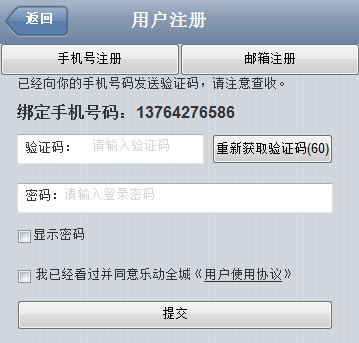 返回 用户注册
手机号注册 邮箱注册
已经向你的手机号码发送验证码，请注意查收。
绑定手机号码：13764276586
验证码： 请输入验证码 重新获取验证码(60)
密码：请输入登录密码
显示密码
我已经看过并同意乐动全城《用户使用协议》
提交